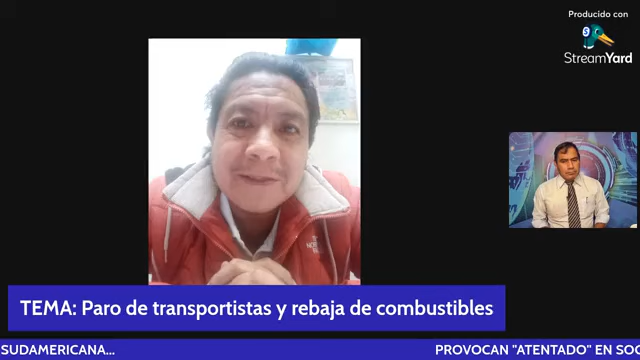 Producido con
StreamYard
TEMA: Paro de transportistas y rebaja de combustibles
SUDAMERICANA... PROVOCAN "ATENTADO" EN SOC